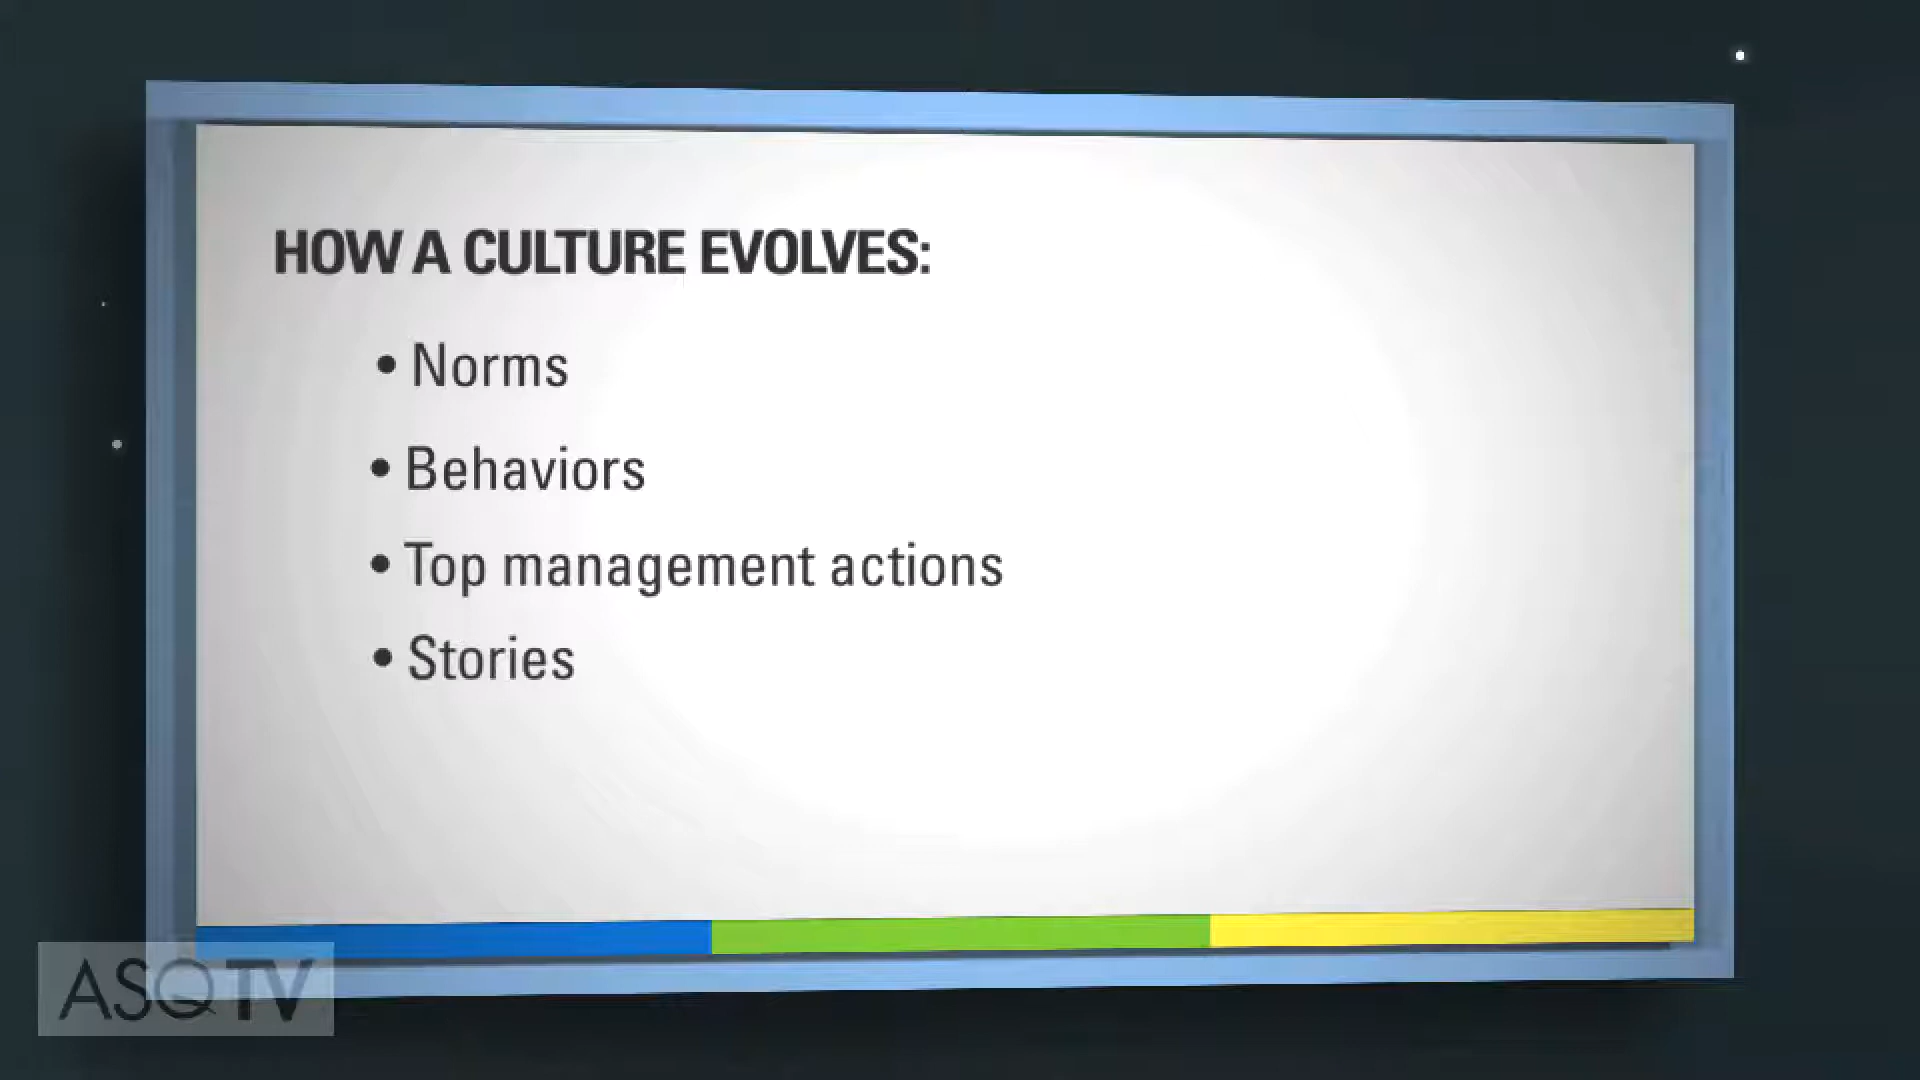 HOW A CULTURE EVOLVES:
• Norms
• Behaviors
• Top management actions
• Stories
ASQTV